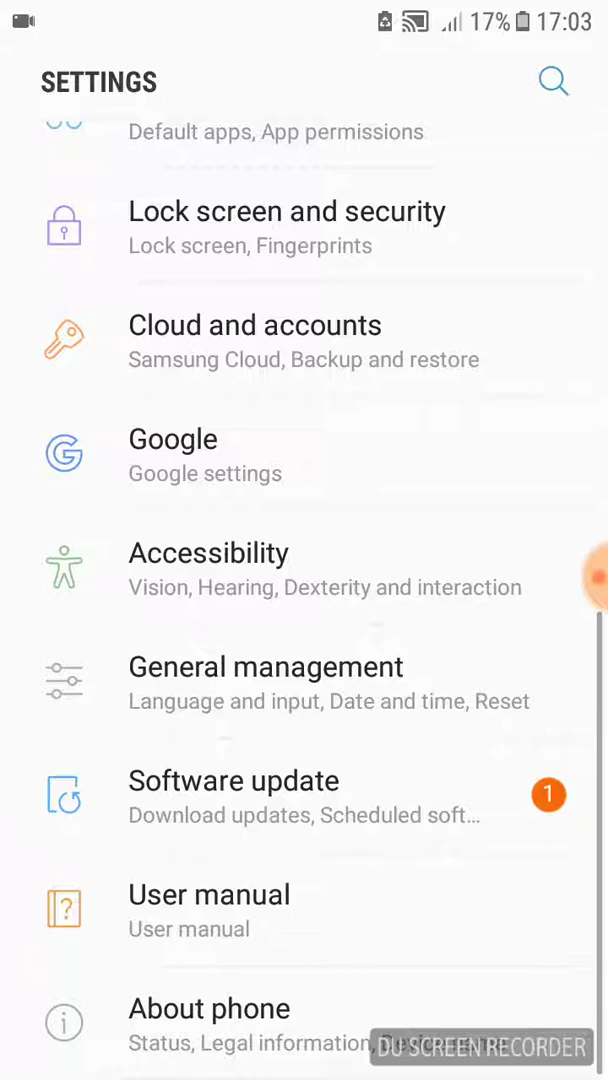 17% 17:03
SETTINGS
Default apps, App permissions
Lock screen and security
Lock screen, Fingerprints
Cloud and accounts
Samsung Cloud, Backup and restore
Google
Google settings
Accessibility
Vision, Hearing, Dexterity and interaction
General management
Language and input, Date and time, Reset
Software update
1
Download updates, Scheduled soft...
User manual
User manual
About phone
Status, Legal information,
DU SCREEN RECORDER